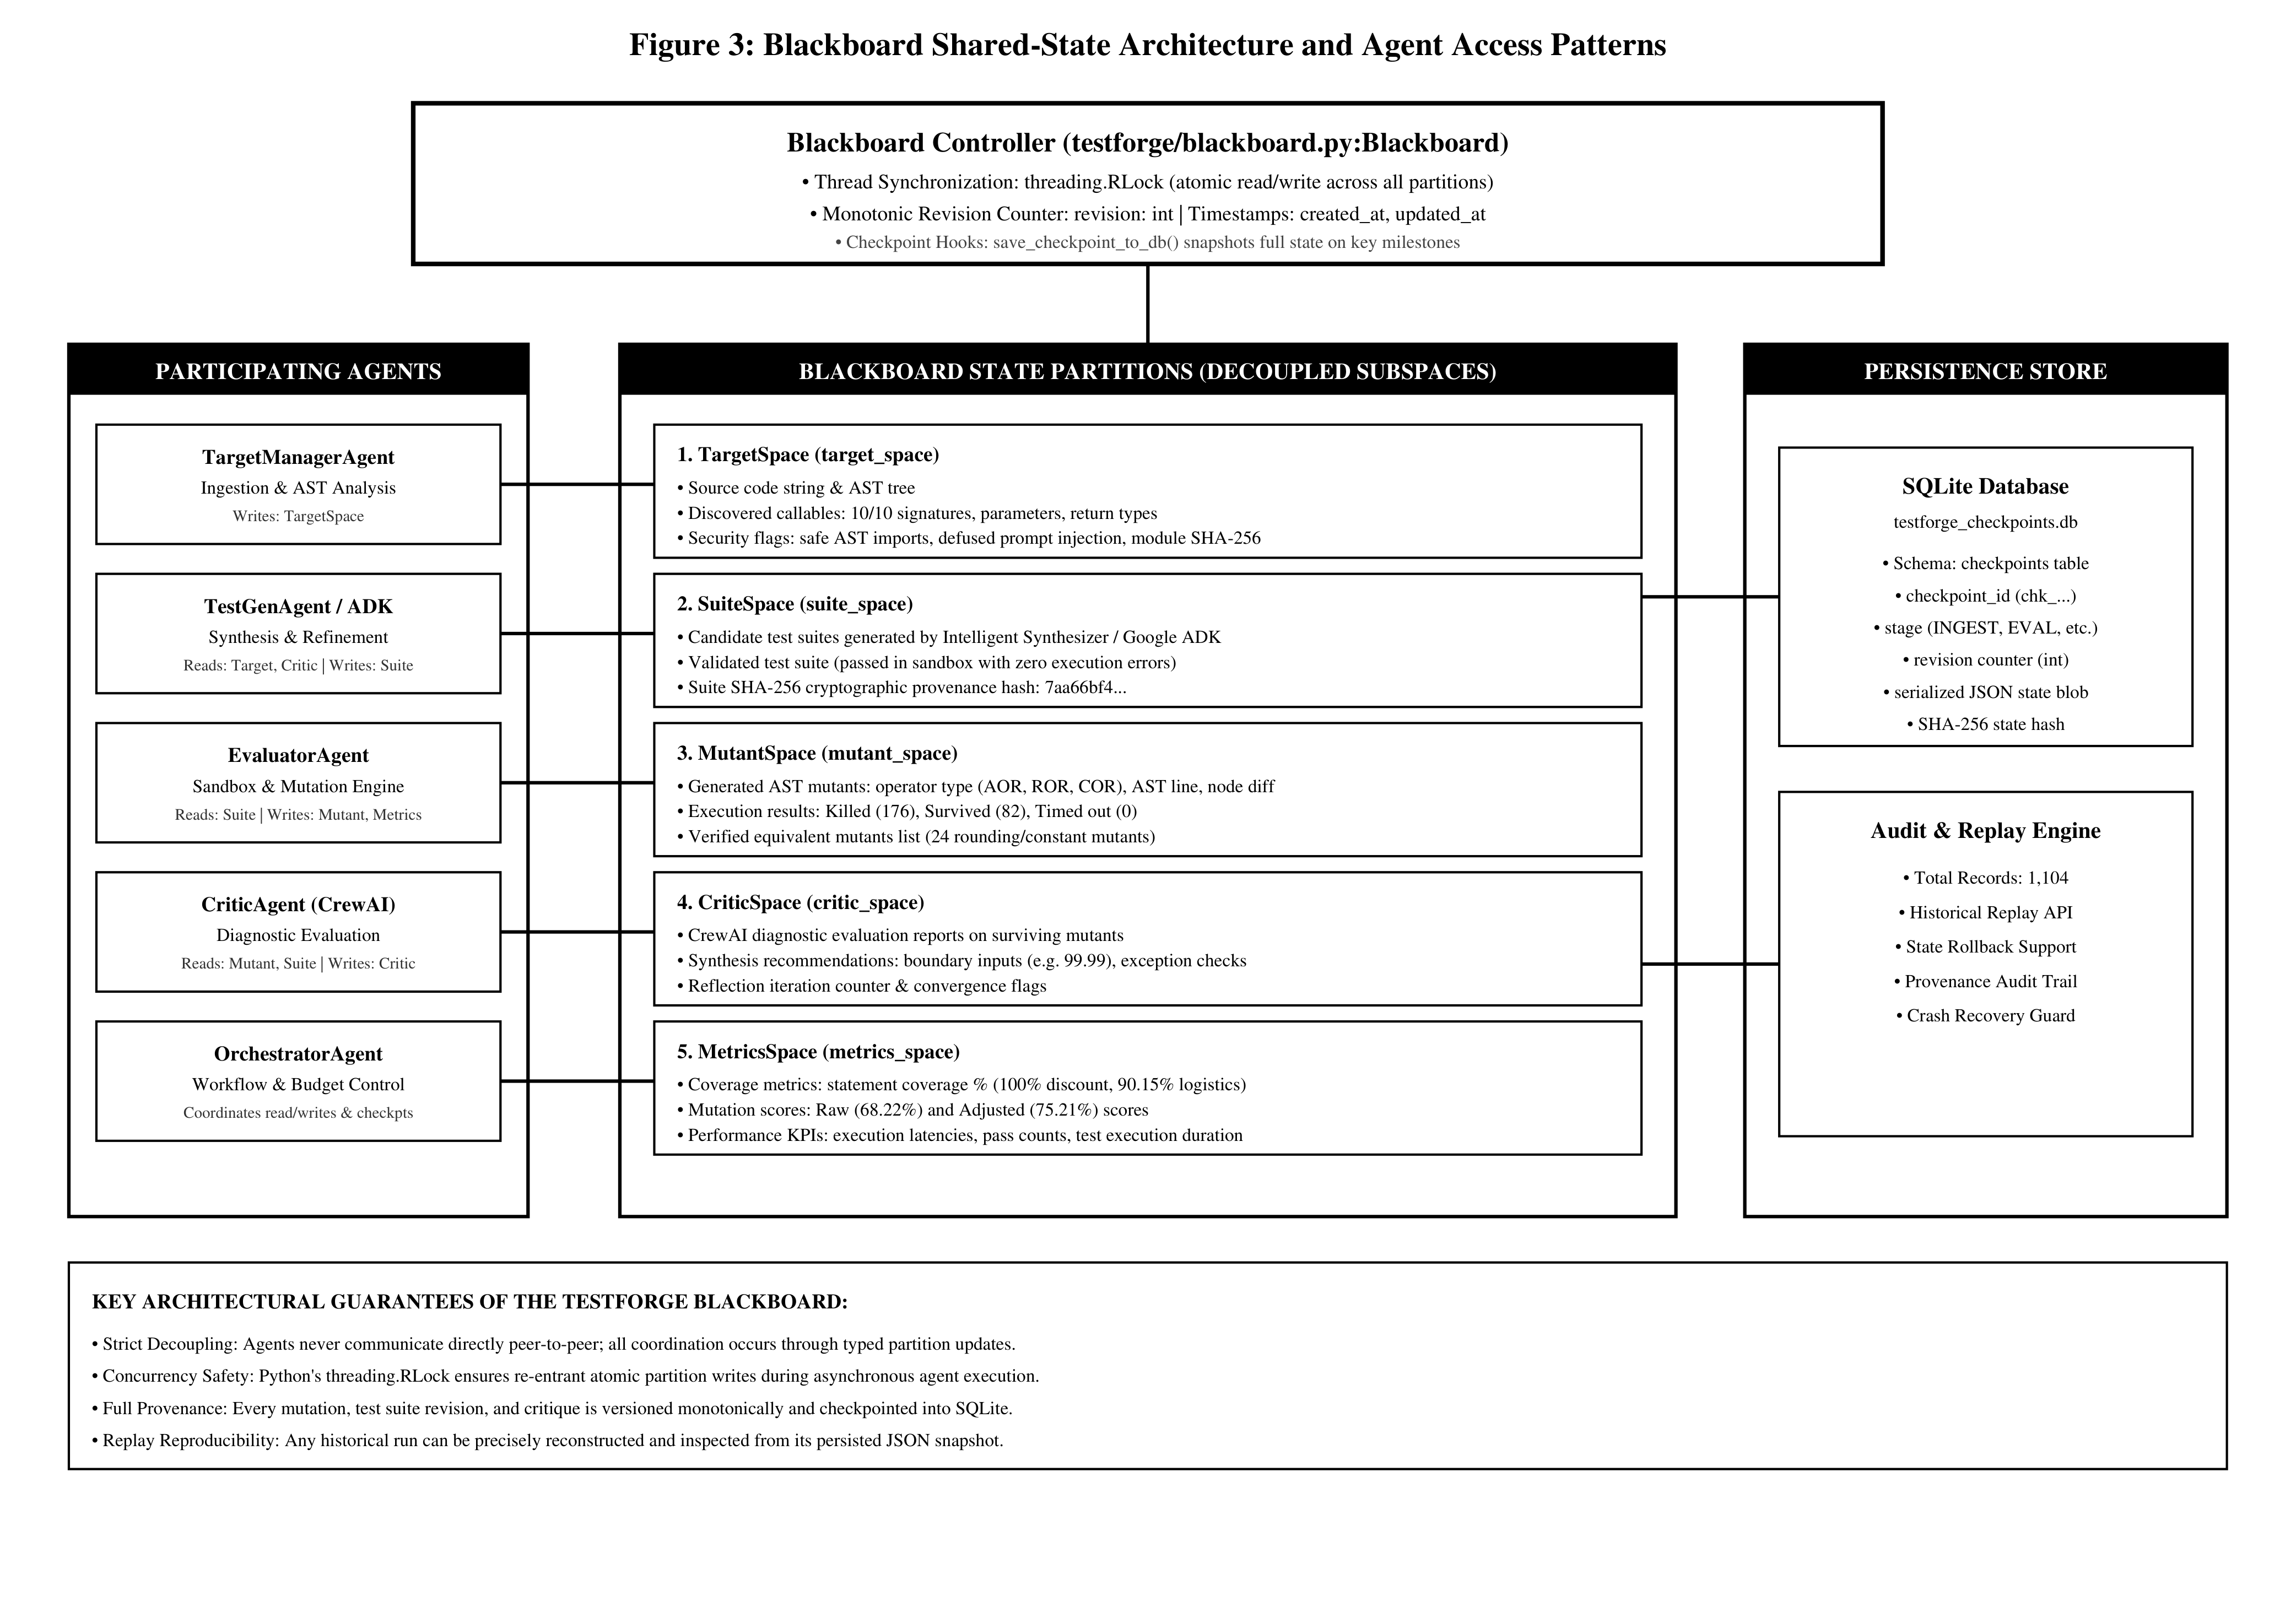 Figure 3: Blackboard Shared-State Architecture and Agent Access Patterns
Blackboard Controller (testforge/blackboard.py:Blackboard)
• Thread Synchronization: threading.RLock (atomic read/write across all partitions)
• Monotonic Revision Counter: revision: int | Timestamps: created_at, updated_at
• Checkpoint Hooks: save_checkpoint_to_db() snapshots full state on key milestones
PARTICIPATING AGENTS
TargetManagerAgent
Ingestion & AST Analysis
Writes: TargetSpace
TestGenAgent / ADK
Synthesis & Refinement
Reads: Target, Critic | Writes: Suite
EvaluatorAgent
Sandbox & Mutation Engine
Reads: Suite | Writes: Mutant, Metrics
CriticAgent (CrewAI)
Diagnostic Evaluation
Reads: Mutant, Suite | Writes: Critic
OrchestratorAgent
Workflow & Budget Control
Coordinates read/writes & checkpts
BLACKBOARD STATE PARTITIONS (DECOUPLED SUBSPACES)
1. TargetSpace (target_space)
• Source code string & AST tree
• Discovered callables: 10/10 signatures, parameters, return types
• Security flags: safe AST imports, defused prompt injection, module SHA-256
2. SuiteSpace (suite_space)
• Candidate test suites generated by Intelligent Synthesizer / Google ADK
• Validated test suite (passed in sandbox with zero execution errors)
• Suite SHA-256 cryptographic provenance hash: 7aa66bf4...
3. MutantSpace (mutant_space)
• Generated AST mutants: operator type (AOR, ROR, COR), AST line, node diff
• Execution results: Killed (176), Survived (82), Timed out (0)
• Verified equivalent mutants list (24 rounding/constant mutants)
4. CriticSpace (critic_space)
• CrewAI diagnostic evaluation reports on surviving mutants
• Synthesis recommendations: boundary inputs (e.g. 99.99), exception checks
• Reflection iteration counter & convergence flags
5. MetricsSpace (metrics_space)
• Coverage metrics: statement coverage % (100% discount, 90.15% logistics)
• Mutation scores: Raw (68.22%) and Adjusted (75.21%) scores
• Performance KPIs: execution latencies, pass counts, test execution duration
PERSISTENCE STORE
SQLite Database
testforge_checkpoints.db
• Schema: checkpoints table
• checkpoint_id (chk_...)
• stage (INGEST, EVAL, etc.)
• revision counter (int)
• serialized JSON state blob
• SHA-256 state hash
Audit & Replay Engine
• Total Records: 1,104
• Historical Replay API
• State Rollback Support
• Provenance Audit Trail
• Crash Recovery Guard
KEY ARCHITECTURAL GUARANTEES OF THE TESTFORGE BLACKBOARD:
• Strict Decoupling: Agents never communicate directly peer-to-peer; all coordination occurs through typed partition updates.
• Concurrency Safety: Python's threading.RLock ensures re-entrant atomic partition writes during asynchronous agent execution.
• Full Provenance: Every mutation, test suite revision, and critique is versioned monotonically and checkpointed into SQLite.
• Replay Reproducibility: Any historical run can be precisely reconstructed and inspected from its persisted JSON snapshot.